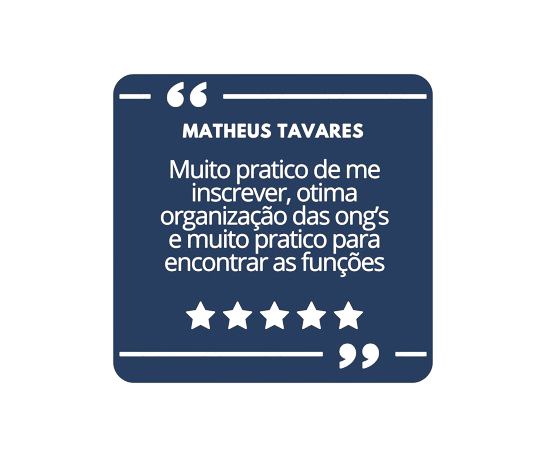 MATHEUS TAVARES
Muito pratico de me
inscrever, otima
organização das ong's
e muito pratico para
encontrar as funções